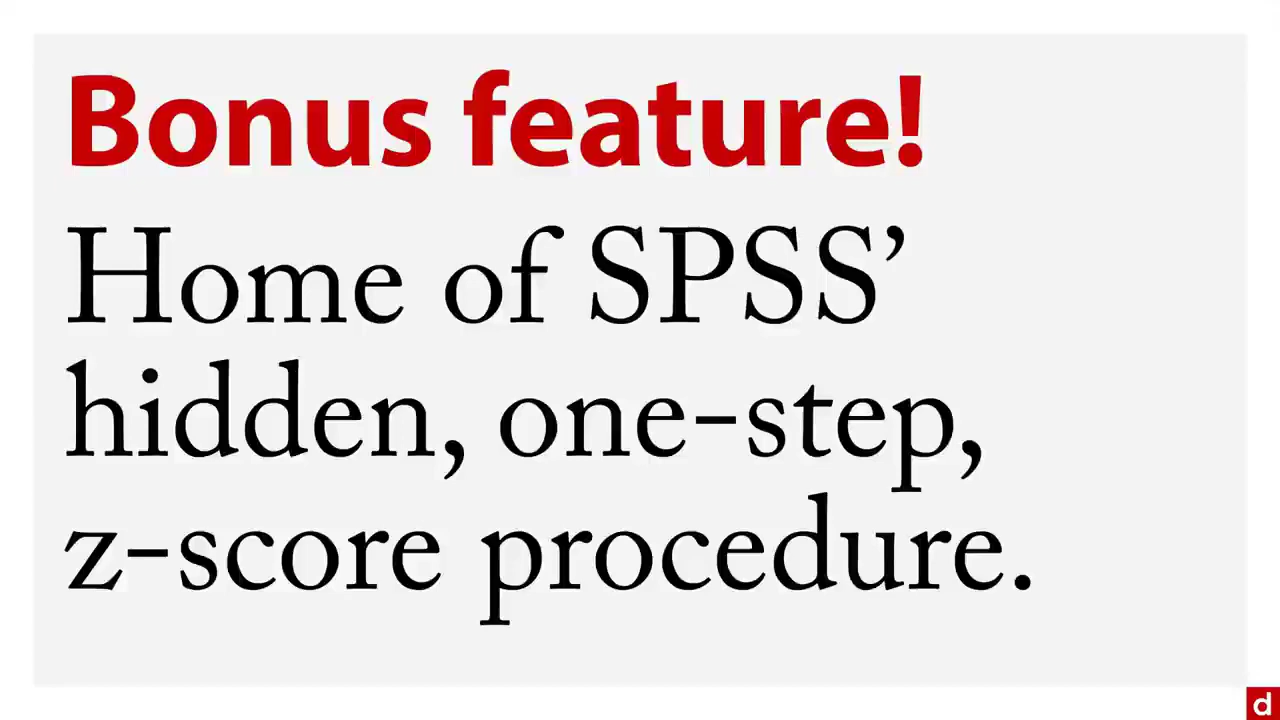 Bonus feature!
Home of SPSS’
hidden, one-step,
z-score procedure.
d